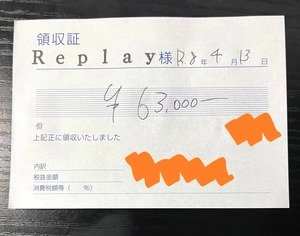 領収証
Replay様 R8年4月13日
¥63,000-
但
上記正に領収いたしました
内訳
税抜金額
消費税額等( %)